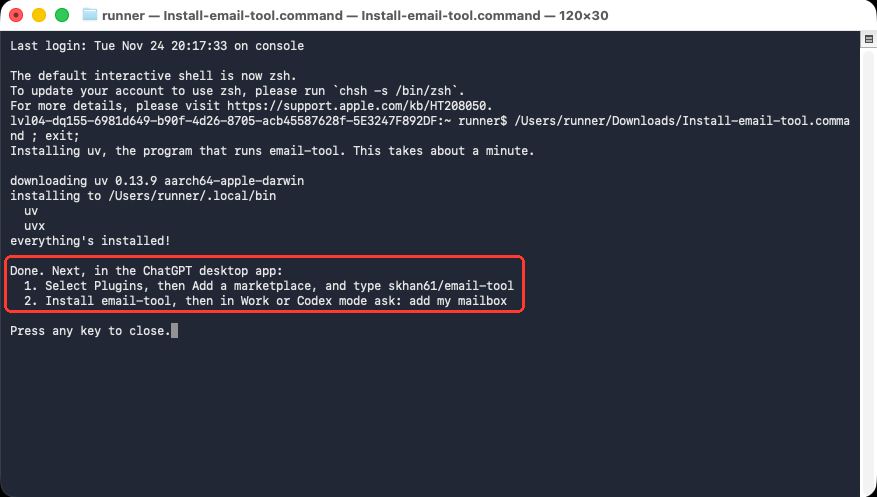 runner — Install-email-tool.command — Install-email-tool.command — 120×30
Last login: Tue Nov 24 20:17:33 on console
The default interactive shell is now zsh.
To update your account to use zsh, please run `chsh -s /bin/zsh`.
For more details, please visit https://support.apple.com/kb/HT208050.
lvl04-dq155-6981d649-b90f-4d26-8705-acb45587628f-5E3247F892DF:~ runner$ /Users/runner/Downloads/Install-email-tool.comma
nd ; exit;
Installing uv, the program that runs email-tool. This takes about a minute.
downloading uv 0.13.9 aarch64-apple-darwin
installing to /Users/runner/.local/bin
  uv
  uvx
everything's installed!
Done. Next, in the ChatGPT desktop app:
  1. Select Plugins, then Add a marketplace, and type skhan61/email-tool
  2. Install email-tool, then in Work or Codex mode ask: add my mailbox
Press any key to close.